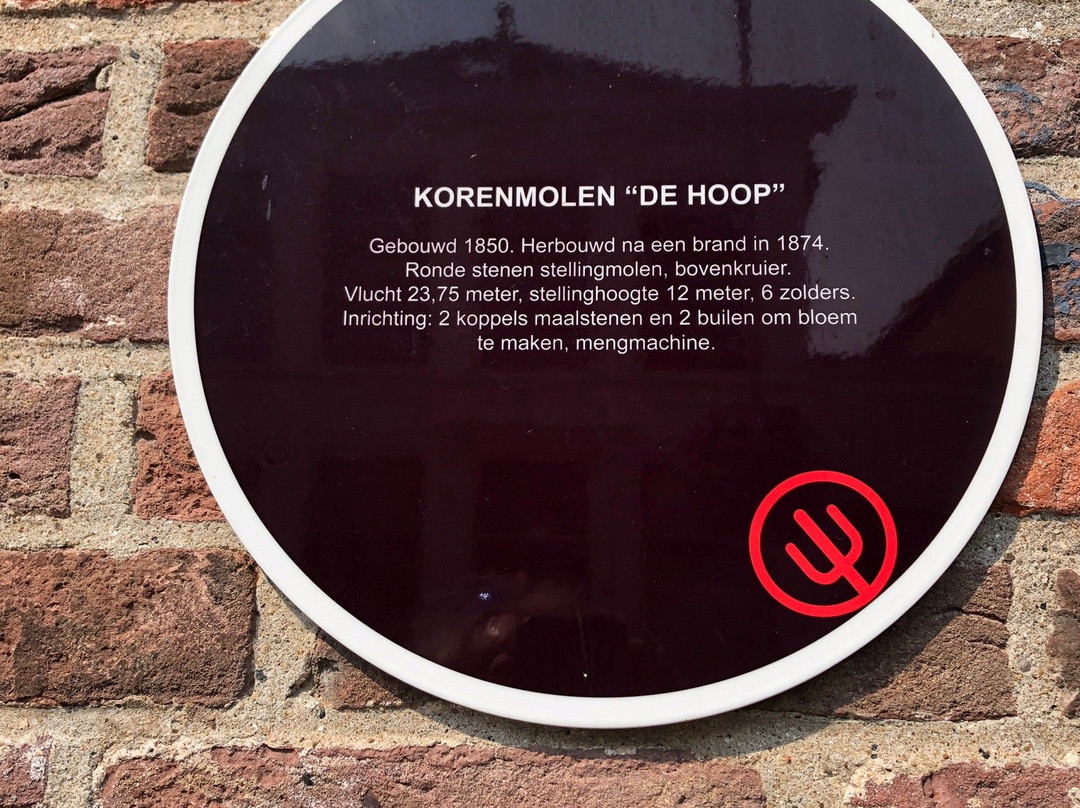 KORENMOLEN “DE HOOP”
Gebouwd 1850. Herbouwd na een brand in 1874.
Ronde stenen stellingmolen, bovenkruier.
Vlucht 23,75 meter, stellinghoogte 12 meter, 6 zolders.
Inrichting: 2 koppels maalstenen en 2 builen om bloem
te maken, mengmachine.